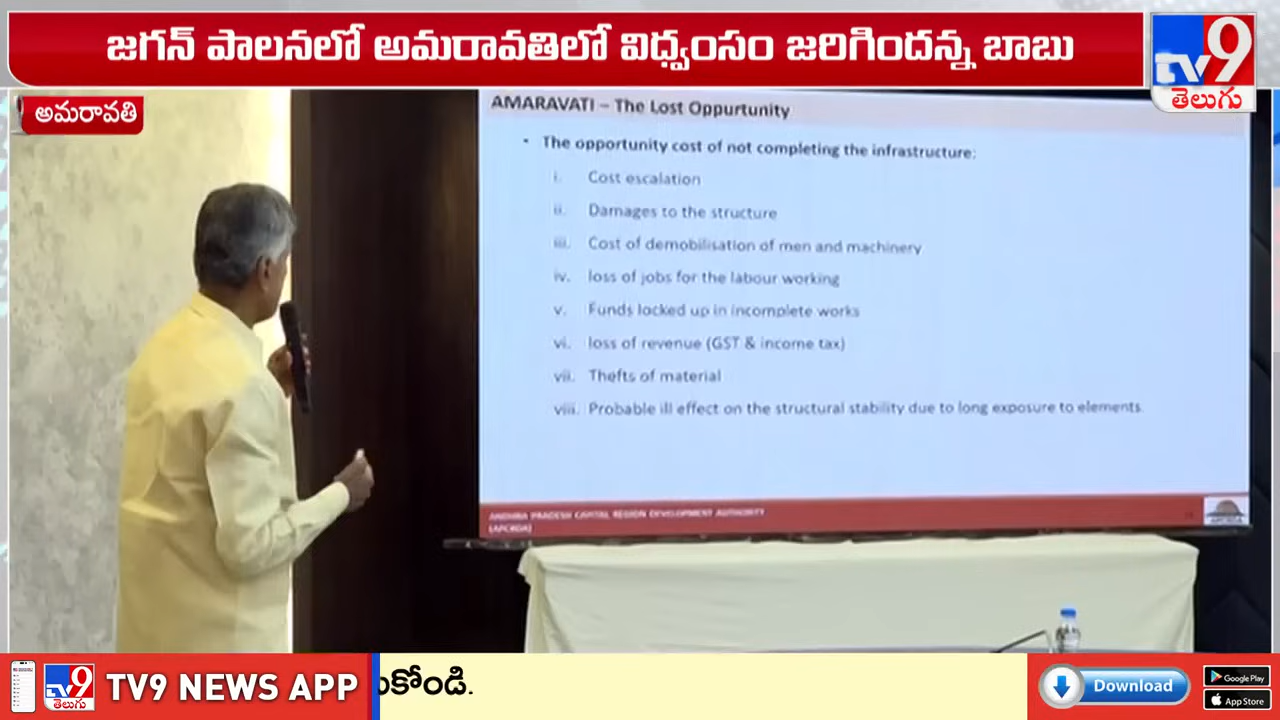 జగన్ పాలనలో అమరావతిలో విధ్వంసం జరిగిందన్న బాబు
tv9
తెలుగు
అమరావతి
AMARAVATI – The Lost Oppurtunity
• The opportunity cost of not completing the infrastructure:
i. Cost escalation
ii. Damages to the structure
iii. Cost of demobilisation of men and machinery
iv. loss of jobs for the labour working
v. Funds locked up in incomplete works
vi. loss of revenue (GST & income tax)
vii. Thefts of material
viii. Probable ill effect on the structural stability due to long exposure to elements.
ANDHRA PRADESH CAPITAL REGION DEVELOPMENT AUTHORITY
(APCRDA)
tv9
తెలుగు
TV9 NEWS APP
కోండి.
Download
Google Play
App Store